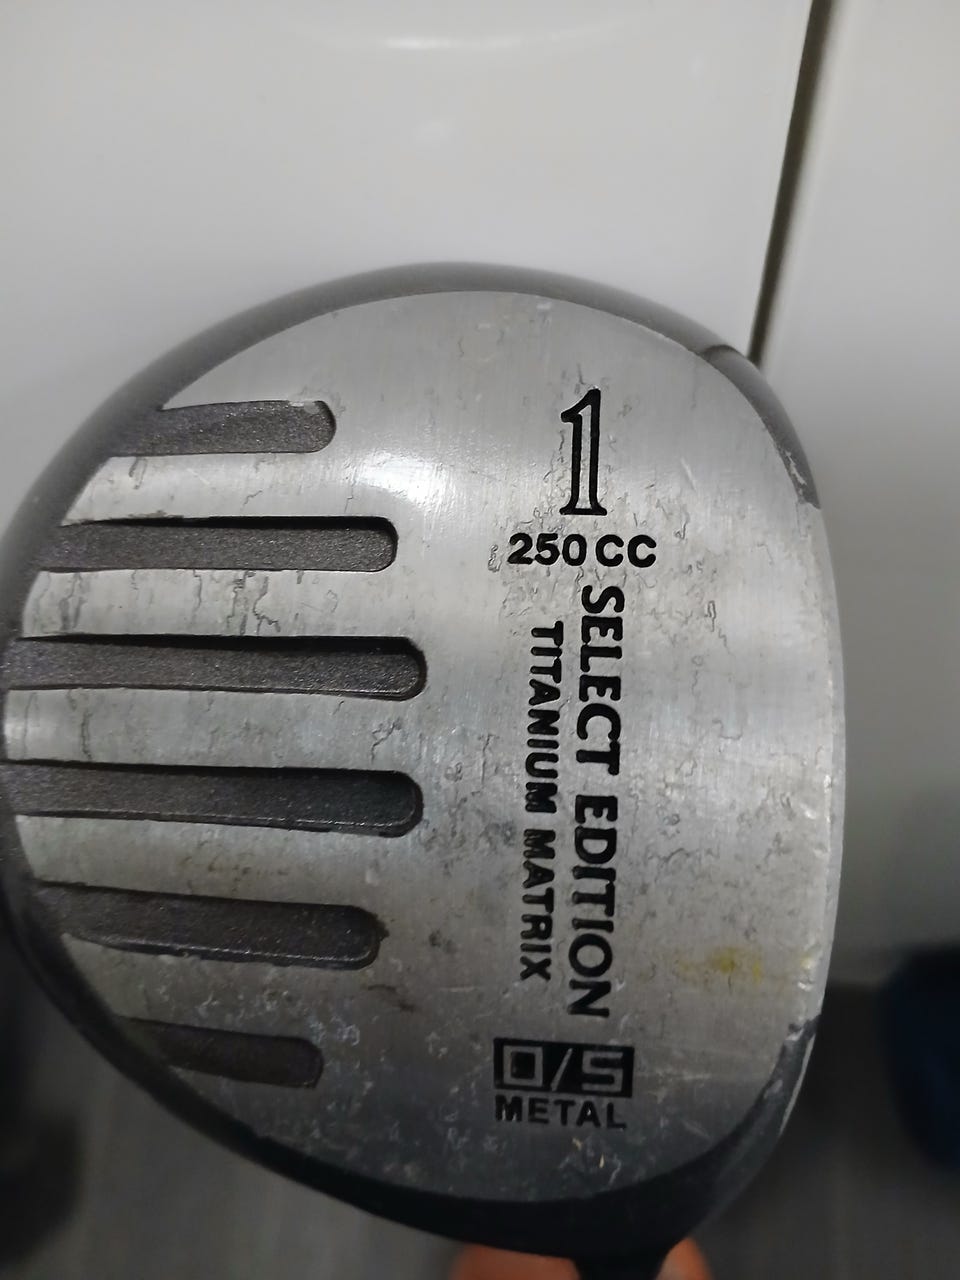 1
250CC
SELECT EDITION
TITANIUM MATRIX
O/S
METAL